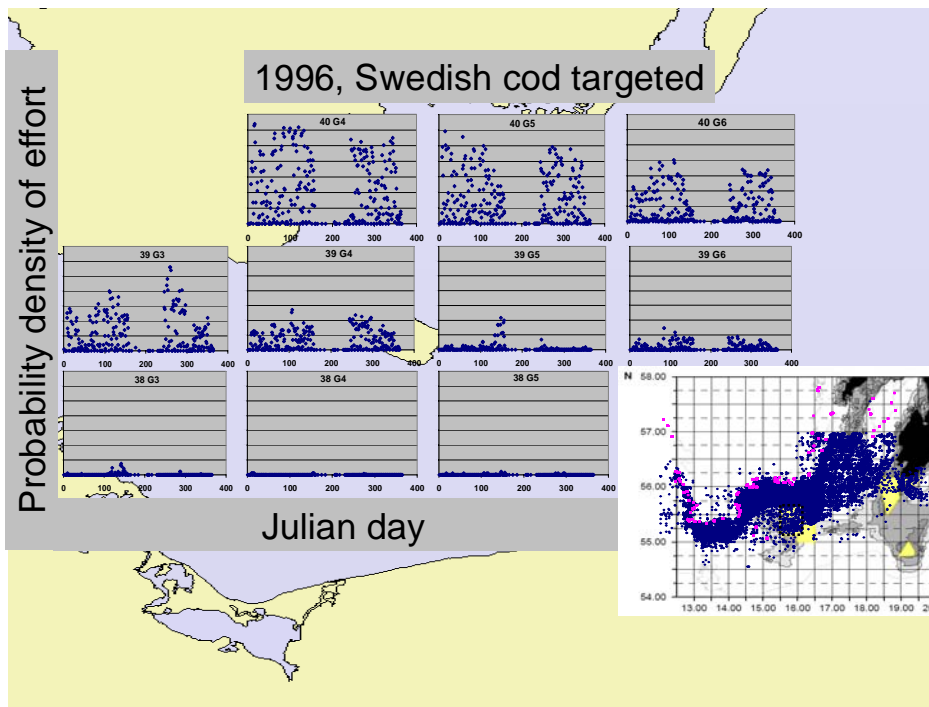 1996, Swedish cod targeted
Probability density of effort
40 G4
40 G5
40 G6
0 100 200 300 400
0 100 200 300 400
0 100 200 300 400
39 G3
39 G4
39 G5
39 G6
0 100 200 300 400
0 100 200 300 400
0 100 200 300 400
0 100 200 300 400
38 G3
38 G4
38 G5
0 100 200 300 400
0 100 200 300 400
0 100 200 300 400
Julian day
N
58.00
57.00
56.00
55.00
54.00
13.00 14.00 15.00 16.00 17.00 18.00 19.00 20